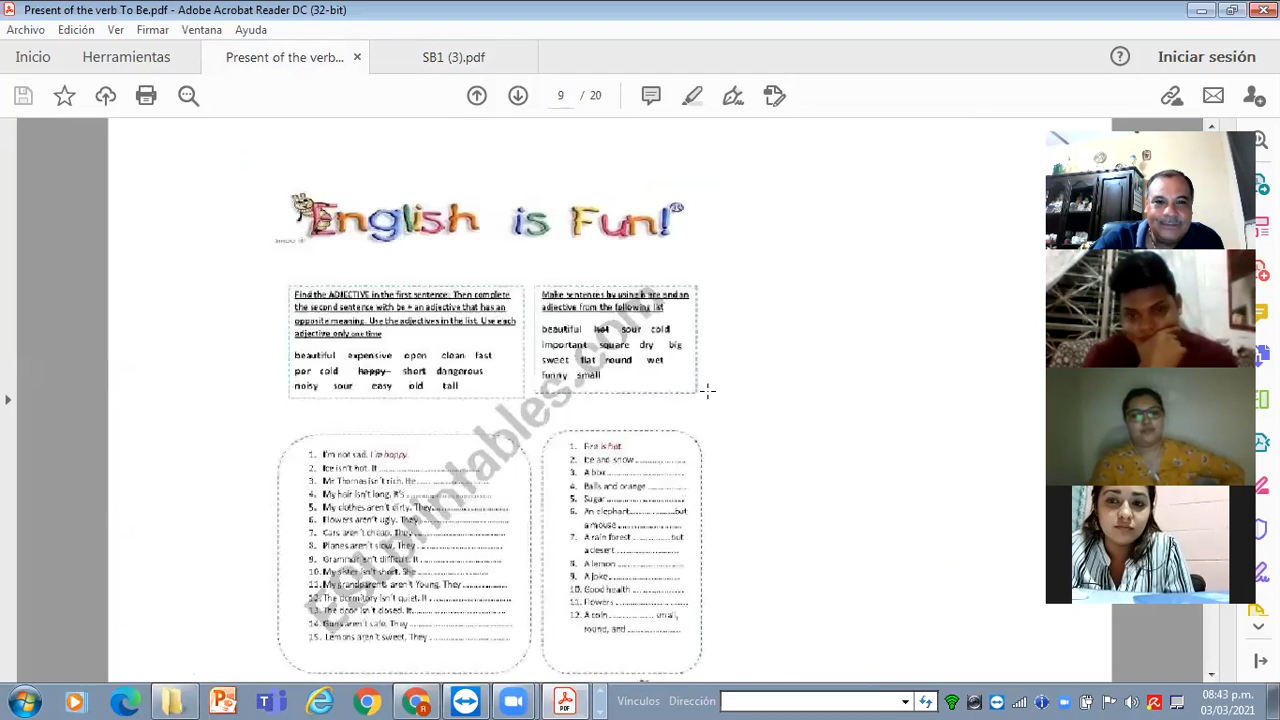 Present of the verb To Be.pdf - Adobe Acrobat Reader DC (32-bit)
Archivo Edición Ver Firmar Ventana Ayuda
Inicio Herramientas Present of the verb... SB1 (3).pdf Iniciar sesión
9 / 20
English is Fun!
Find the ADJECTIVE in the first sentence. Then complete
the second sentence with be + an adjective that has an
opposite meaning. Use the adjectives in the list. Use each
adjective only one time
beautiful expensive open clean fast
por cold happy short dangerous
noisy sour easy old tall
Make sentences by using is are and an
adjective from the following list
beautiful hot sour cold
important square dry big
sweet flat round wet
funny small
1. I'm not sad. I'm happy.
2. Ice isn't hot. It
3. Mr Thomas isn't rich. He
4. My hair isn't long. It's
5. My clothes aren't dirty. They
6. Flowers aren't ugly. They
7. Cars aren't cheap. They
8. Planes aren't slow. They
9. Grammar isn't difficult. It
10. My sister isn't short. She
11. My grandparents aren't Young. They
12. The dormitory isn't quiet. It
13. The door isn't closed. It
14. Guns aren't safe. They
15. Lemons aren't sweet. They
1. Fire is hot.
2. Ice and snow
3. A box
4. Balls and orange
5. Sugar
6. An elephant but
a mouse
7. A rain forest but
a desert
8. A lemon
9. A joke
10. Good health
11. Flowers
12. A coin small,
round, and
Vínculos Dirección
08:43 p.m.
03/03/2021